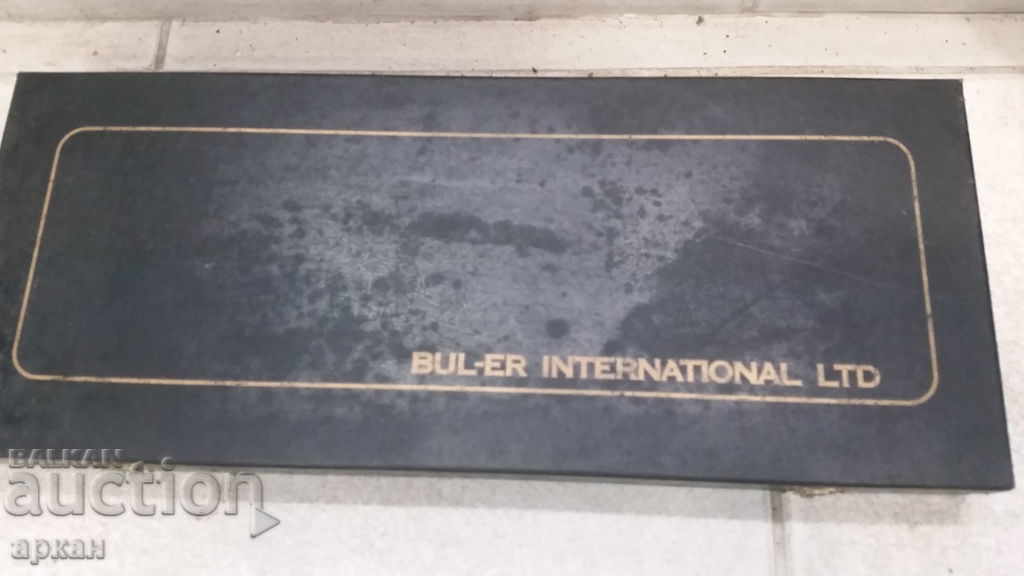 BUL-ER INTERNATIONAL LTD
BALKAN
auction
аркан